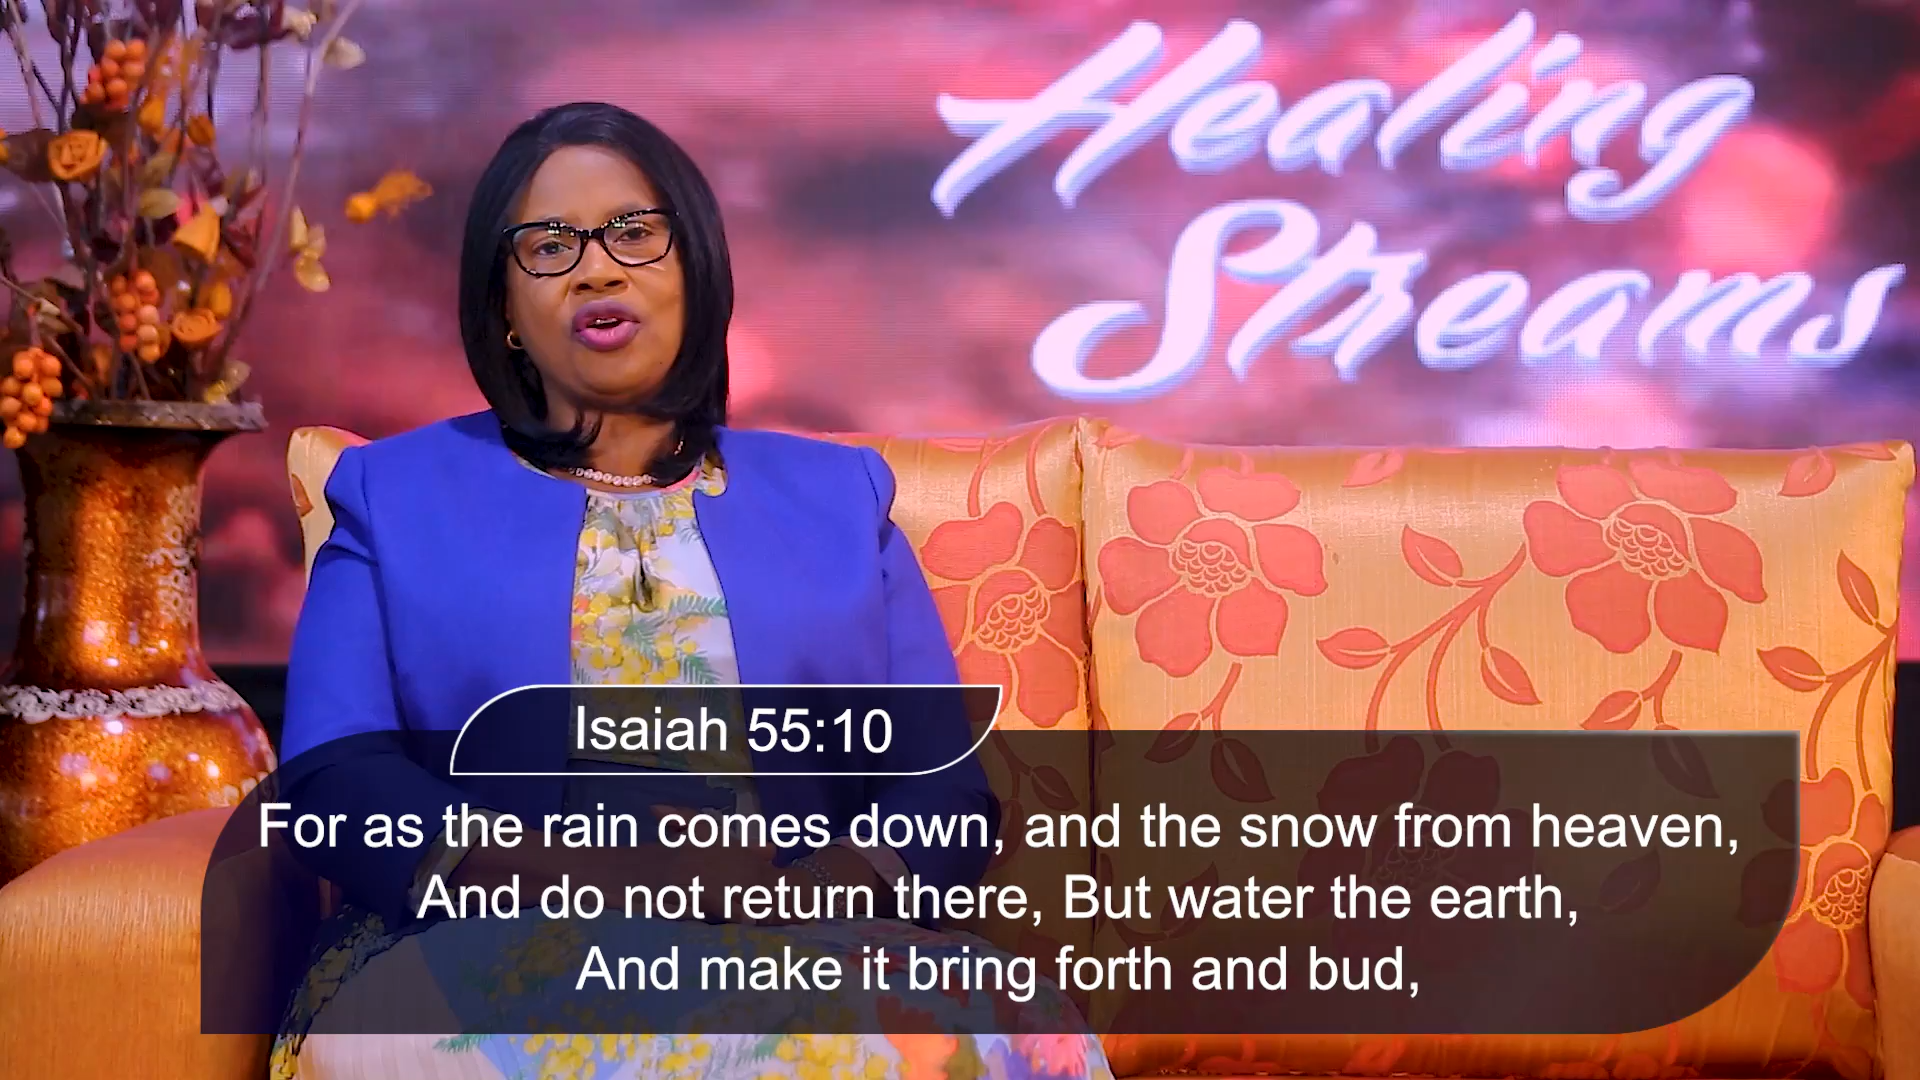 Healing
Streams
Isaiah 55:10
For as the rain comes down, and the snow from heaven,
And do not return there, But water the earth,
And make it bring forth and bud,